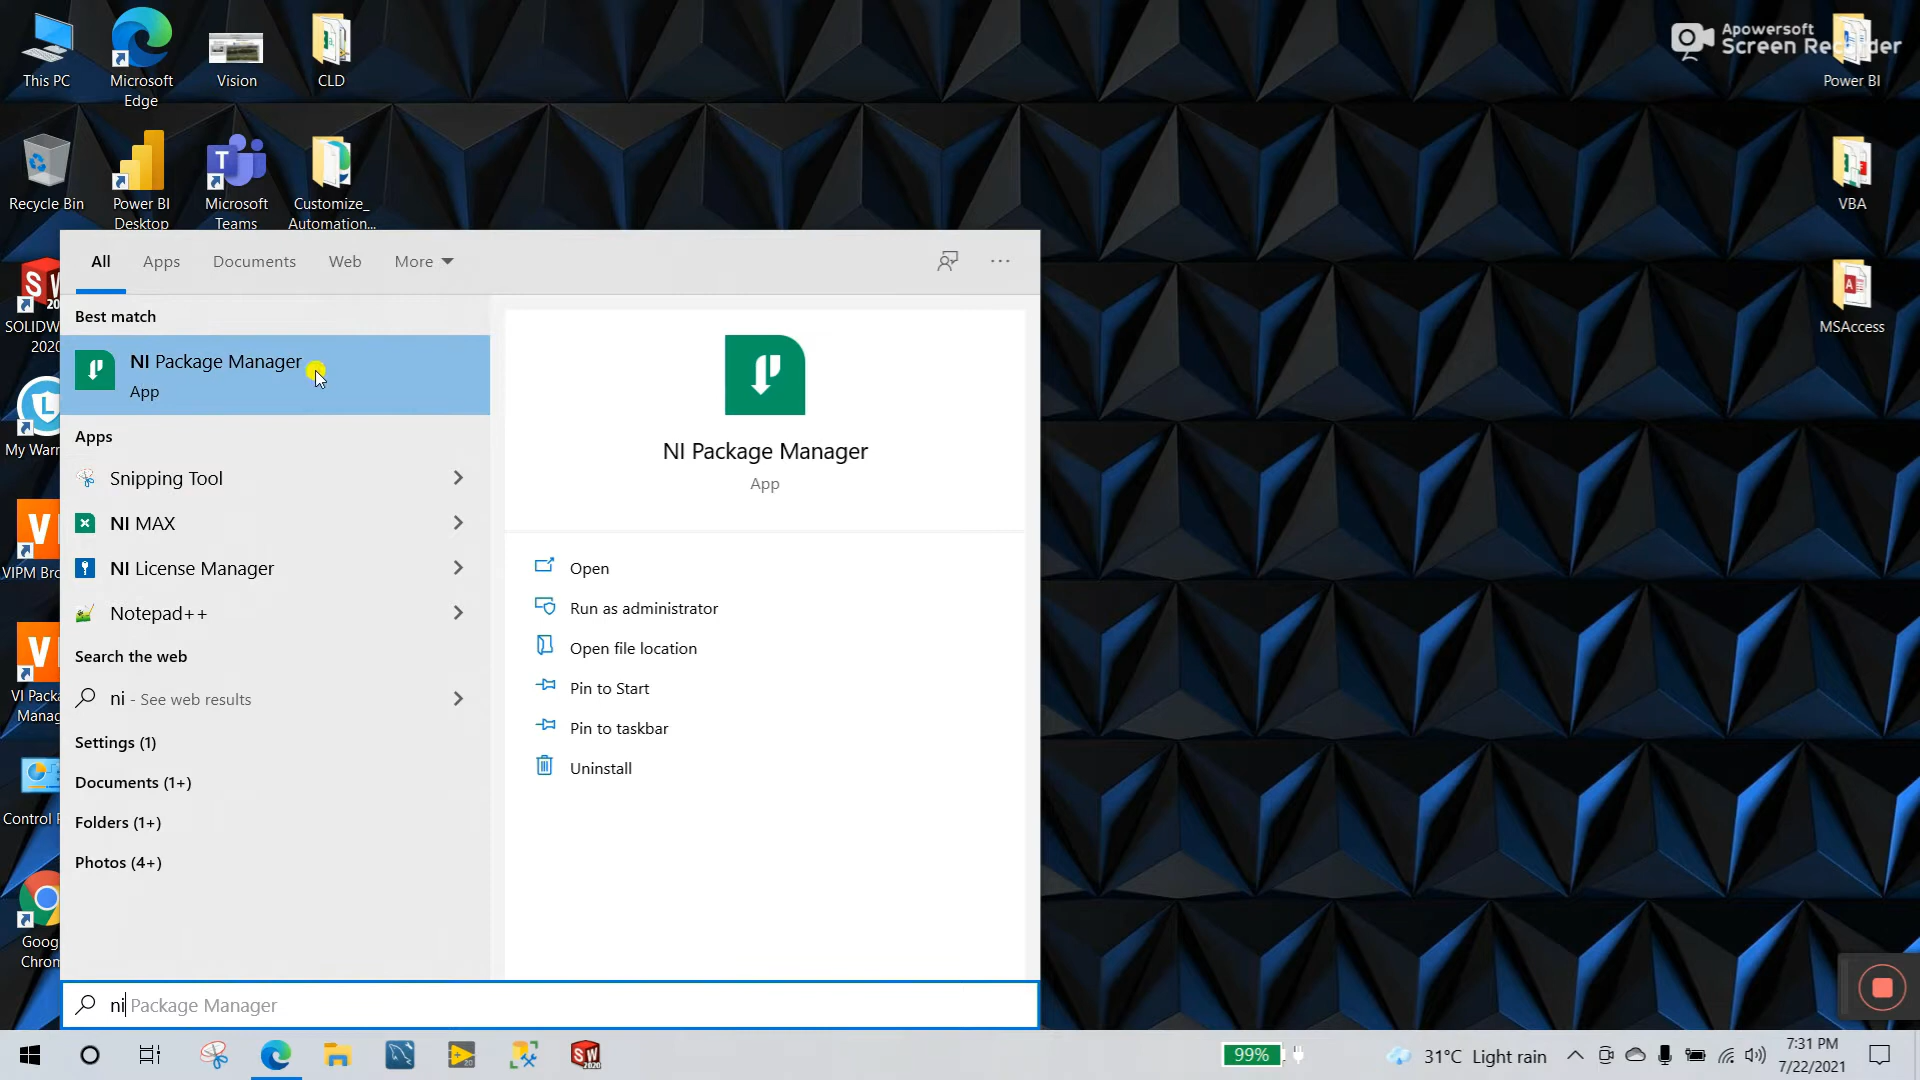 This PC
Microsoft
Edge
Vision
CLD
Apowersoft
Screen Recorder
Power BI
Recycle Bin
Power BI
Desktop
Microsoft
Teams
Customize_
Automation...
VBA
MSAccess
SOLIDW
2020
My Warr
VIPM Bro
VI Packa
Manag
Control P
Goog
Chrom
All
Apps
Documents
Web
More
Best match
NI Package Manager
App
Apps
Snipping Tool
NI MAX
NI License Manager
Notepad++
Search the web
ni - See web results
Settings (1)
Documents (1+)
Folders (1+)
Photos (4+)
NI Package Manager
App
Open
Run as administrator
Open file location
Pin to Start
Pin to taskbar
Uninstall
ni Package Manager
99%
31°C Light rain
7:31 PM
7/22/2021